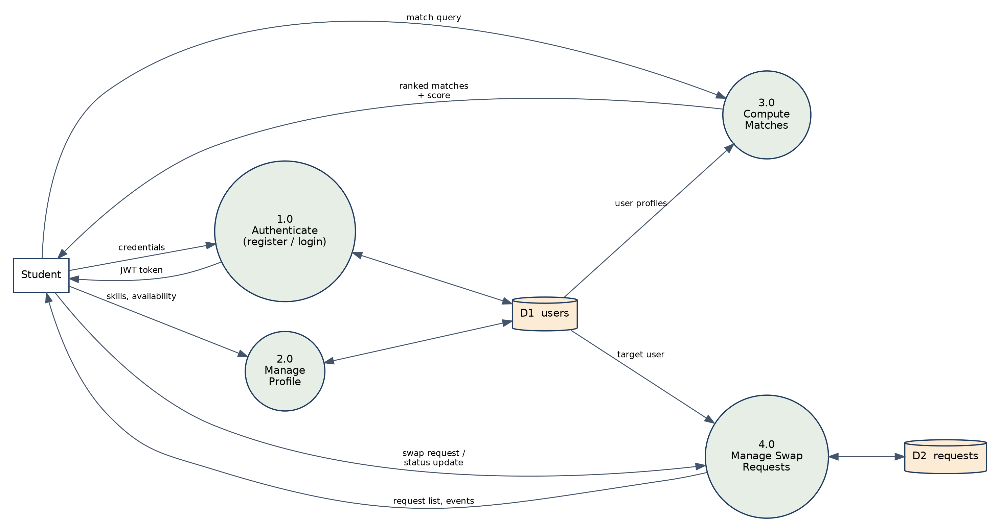 match query
ranked matches
+ score
3.0
Compute
Matches
user profiles
1.0
Authenticate
(register / login)
credentials
JWT token
Student
skills, availability
D1  users
target user
2.0
Manage
Profile
swap request /
status update
4.0
Manage Swap
Requests
D2  requests
request list, events